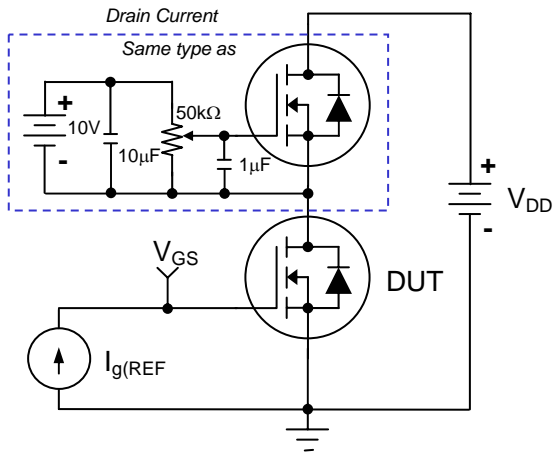 Drain Current
Same type as
+
10V
-
10µF
50kΩ
1µF
+
V_DD
-
V_GS
DUT
I_g(REF